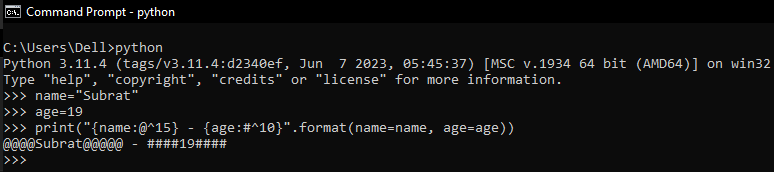 Command Prompt - python
C:\Users\Dell>python
Python 3.11.4 (tags/v3.11.4:d2340ef, Jun  7 2023, 05:45:37) [MSC v.1934 64 bit (AMD64)] on win32
Type "help", "copyright", "credits" or "license" for more information.
>>> name="Subrat"
>>> age=19
>>> print("{name:@^15} - {age:#^10}".format(name=name, age=age))
@@@@Subrat@@@@@ - ####19####
>>>